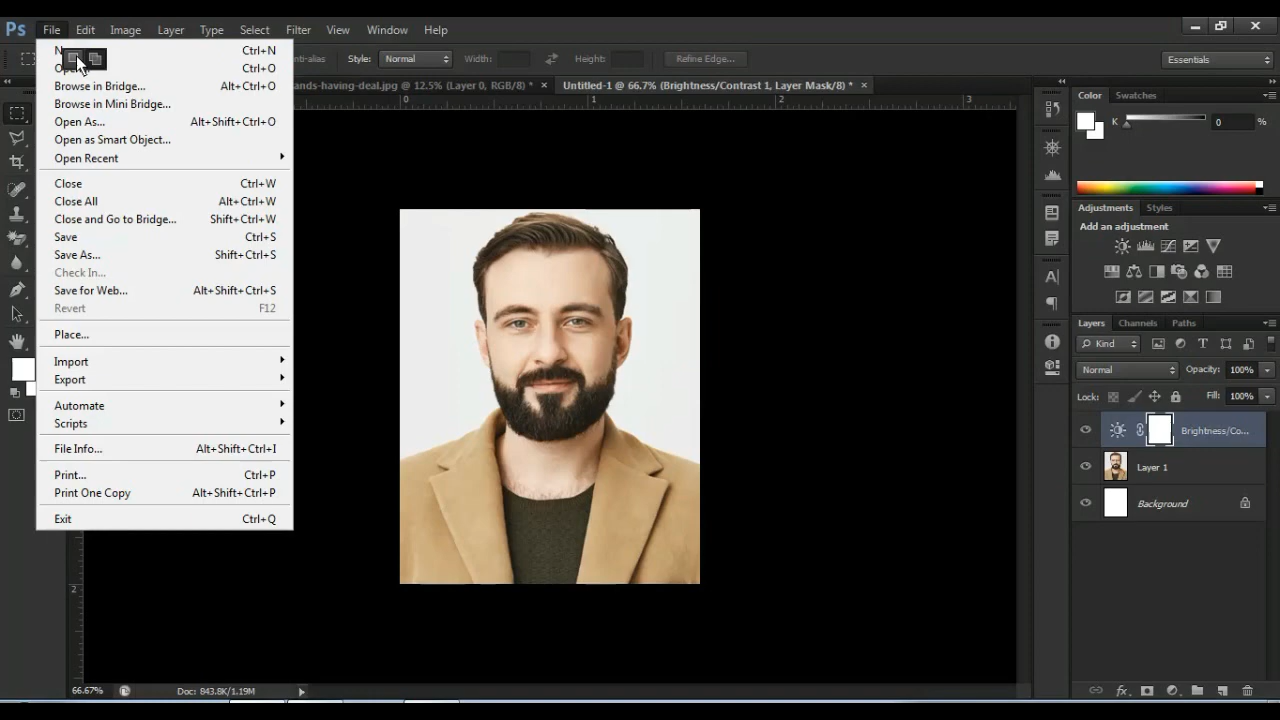 Ps File Edit Image Layer Type Select Filter View Window Help
Style: Normal Width: Height: Refine Edge... Essentials
ands-having-deal.jpg @ 12.5% (Layer 0, RGB/8) * × Untitled-1 @ 66.7% (Brightness/Contrast 1, Layer Mask/8) * ×
0 1 2 3
2
Ctrl+N
Ctrl+O
Browse in Bridge... Alt+Ctrl+O
Browse in Mini Bridge...
Open As... Alt+Shift+Ctrl+O
Open as Smart Object...
Open Recent
Close Ctrl+W
Close All Alt+Ctrl+W
Close and Go to Bridge... Shift+Ctrl+W
Save Ctrl+S
Save As... Shift+Ctrl+S
Check In...
Save for Web... Alt+Shift+Ctrl+S
Revert F12
Place...
Import
Export
Automate
Scripts
File Info... Alt+Shift+Ctrl+I
Print... Ctrl+P
Print One Copy Alt+Shift+Ctrl+P
Exit Ctrl+Q
Color Swatches
K 0 %
Adjustments Styles
Add an adjustment
Layers Channels Paths
Kind
Normal Opacity: 100%
Lock: Fill: 100%
Brightness/Co...
Layer 1
Background
66.67% Doc: 843.8K/1.19M